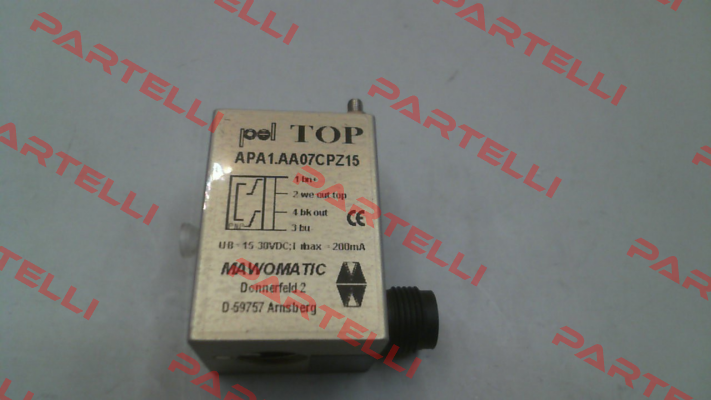 PARTELLI
PARTELLI
PARTELLI
PARTELLI
PARTELLI
PARTELLI
PARTELLI
PARTELLI
PARTELLI
pel TOP
APA1.AA07CPZ15
1 bn+
2 we out top
4 bk out
3 bu
CE
UB = 15-30VDC; I max = 200mA
MAWOMATIC
Donnerfeld 2
D-59757 Arnsberg